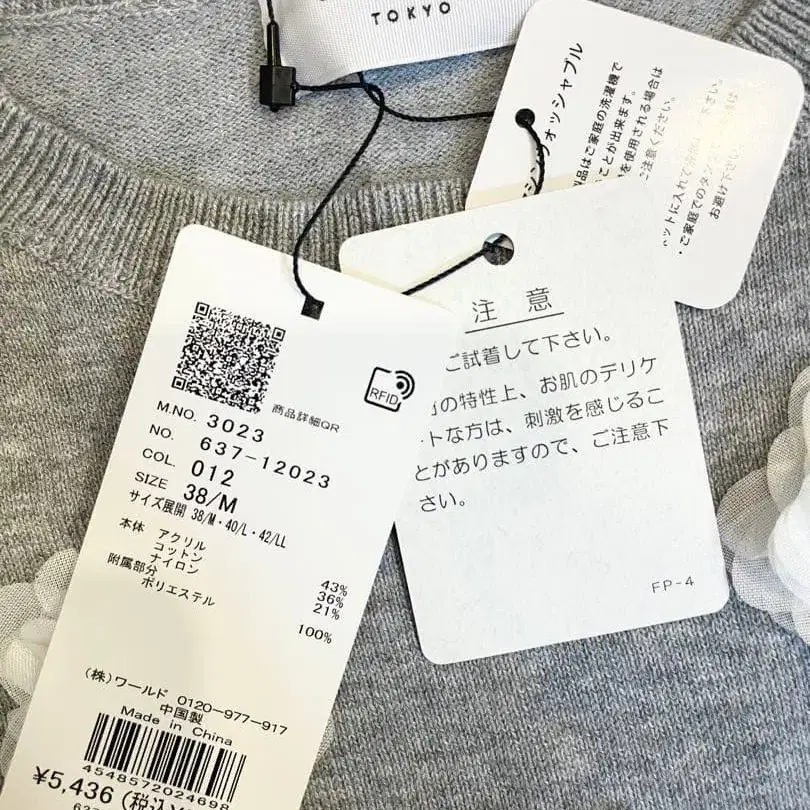 TOKYO
ウォッシャブル
品はご家庭の洗濯機で
ことが出来ます。
を使用される場合は
ご注意ください。
ットに入れて
・ご家庭でのタン
お避け下さい
注 意
ご試着して下さい。
の特性上、お肌のデリケ
ートな方は、刺激を感じるこ
とがありますので、ご注意下
さい。
FP-4
RFID
商品詳細QR
M.NO. 3023
NO. 637-12023
COL. 012
SIZE 38/M
サイズ展開 38/M・40/L・42/LL
本体 アクリル 43%
コットン 36%
ナイロン 21%
附属部分
ポリエステル 100%
(株)ワールド 0120-977-917
中国製
Made in China
4548572024698
¥5,436 (税込